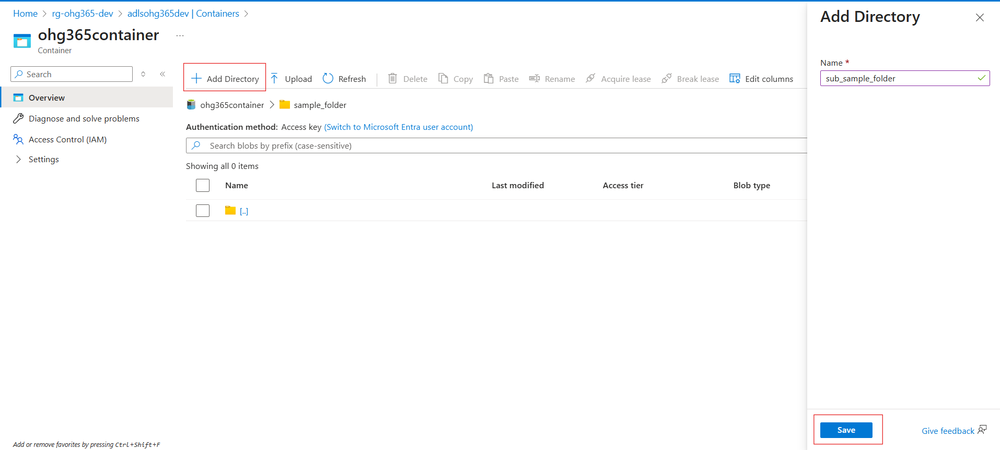 Home > rg-ohg365-dev > adlsohg365dev | Containers >
ohg365container ...
Container
Search
Overview
Diagnose and solve problems
Access Control (IAM)
Settings
Add or remove favorites by pressing Ctrl+Shift+F
Add Directory Upload Refresh Delete Copy Paste Rename Acquire lease Break lease Edit columns
ohg365container > sample_folder
Authentication method: Access key (Switch to Microsoft Entra user account)
Search blobs by prefix (case-sensitive)
Showing all 0 items
Name Last modified Access tier Blob type
[..]
Add Directory
Name *
sub_sample_folder
Save Give feedback